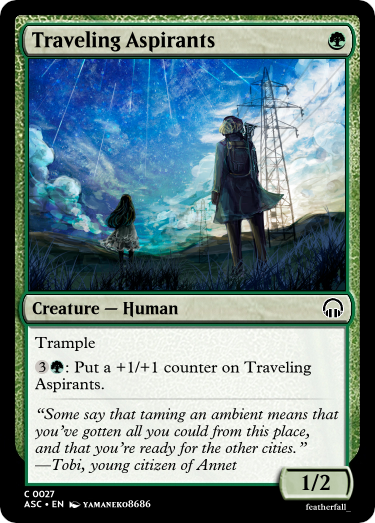 Traveling Aspirants
Creature — Human
Trample
3 : Put a +1/+1 counter on Traveling
Aspirants.
“Some say that taming an ambient means that
you’ve gotten all you could from this place,
and that you’re ready for the other cities.”
—Tobi, young citizen of Annet
1/2
C 0027
ASC • EN YAMANEKO8686
featherfall_